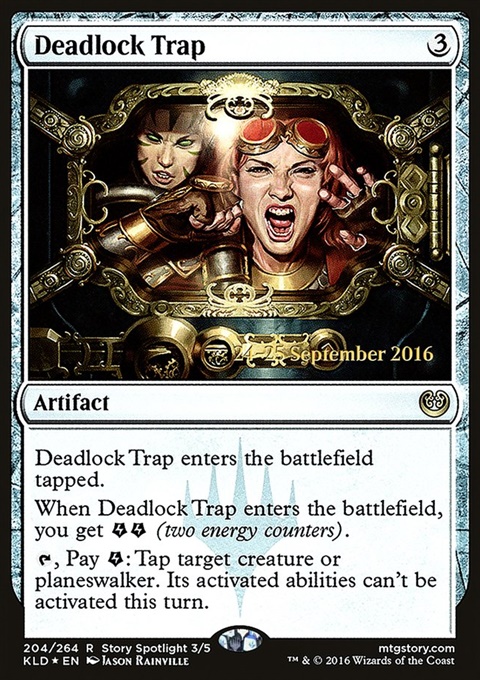 Deadlock Trap 3
24-25 September 2016
Artifact
Deadlock Trap enters the battlefield
tapped.
When Deadlock Trap enters the battlefield,
you get (two energy counters).
, Pay : Tap target creature or
planeswalker. Its activated abilities can't be
activated this turn.
204/264 R Story Spotlight 3/5
KLD ★ EN Jason Rainville
mtgstory.com
™ & © 2016 Wizards of the Coast